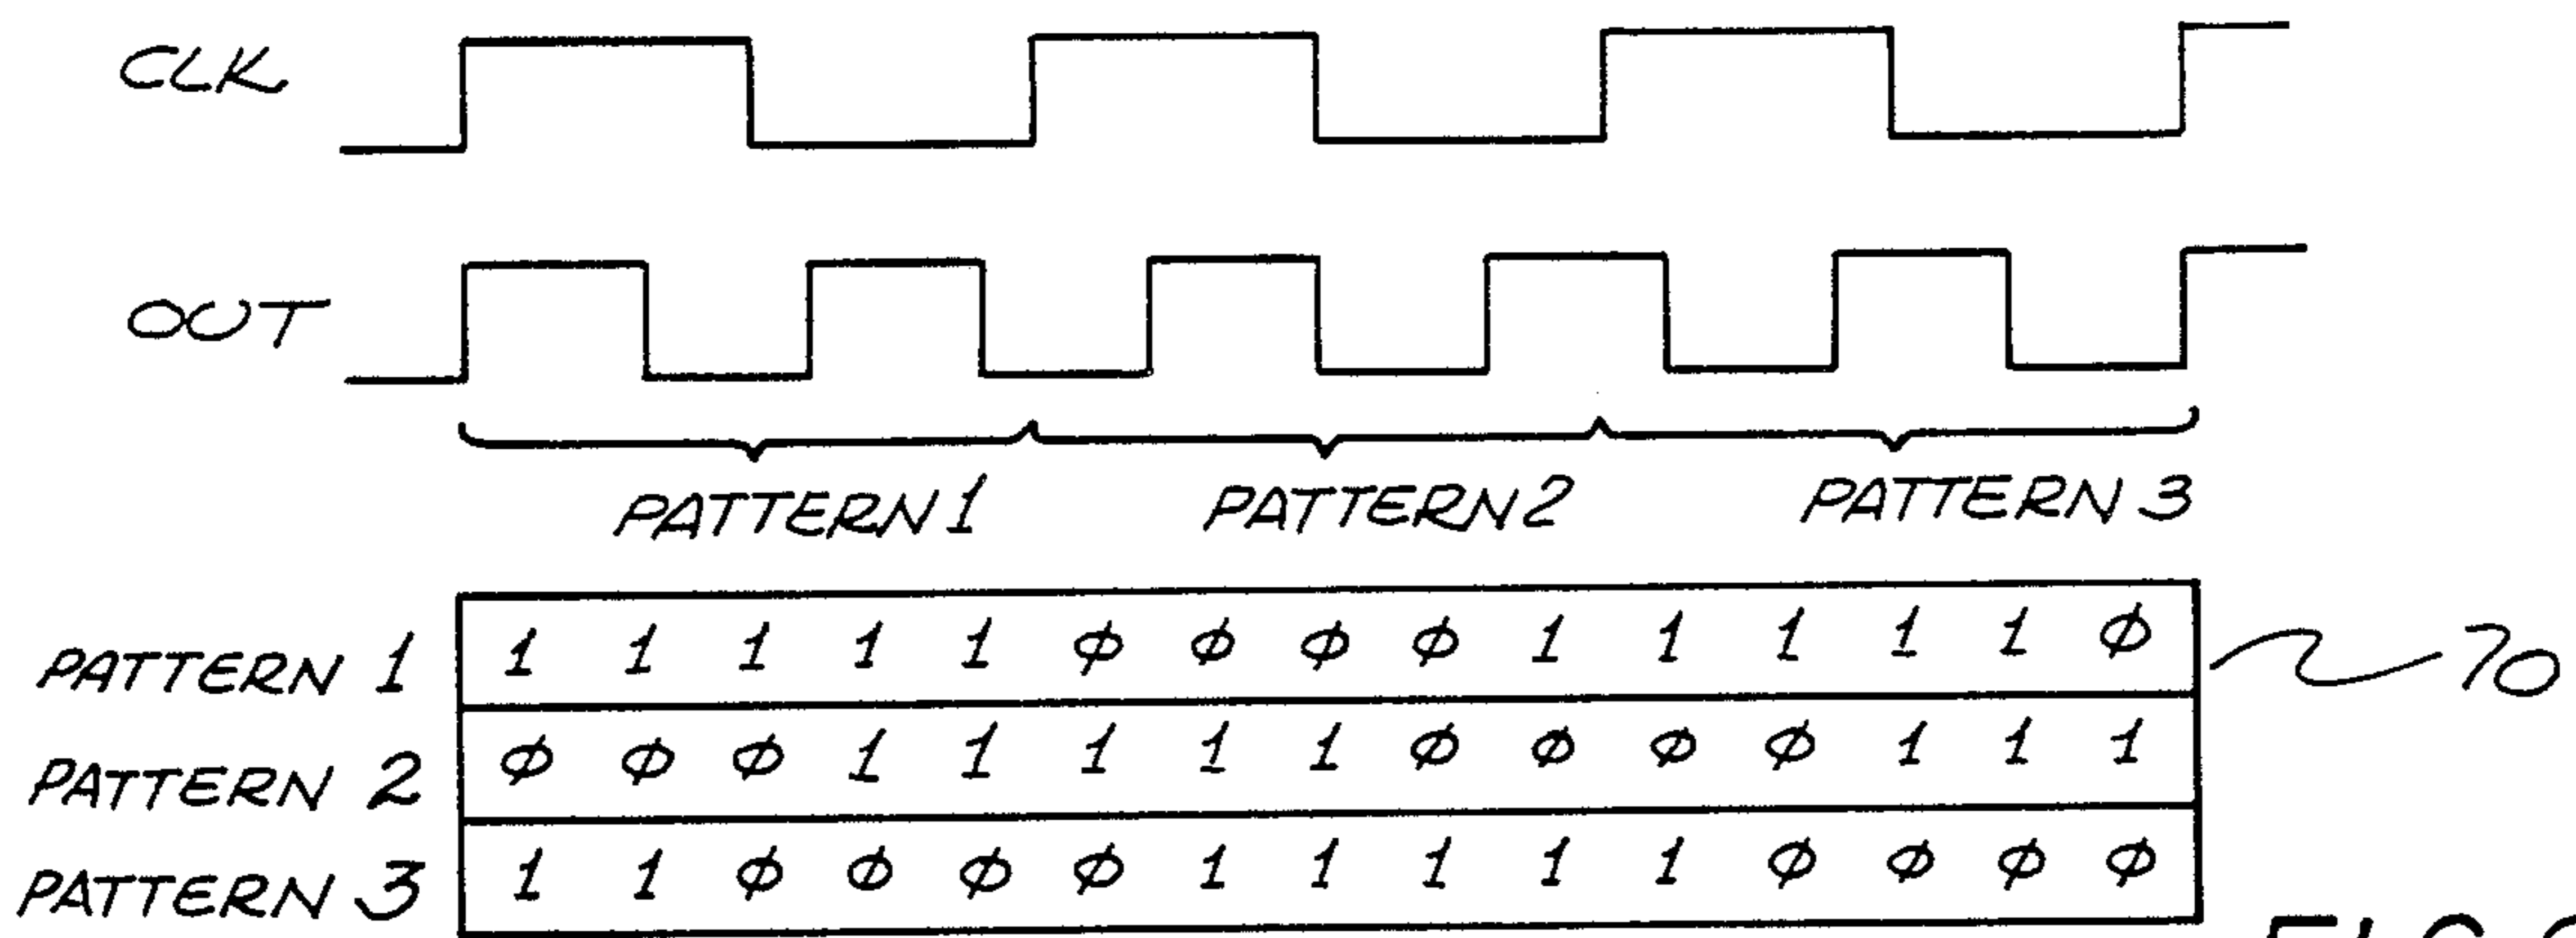 CLK
OUT
PATTERN 1 PATTERN 2 PATTERN 3
PATTERN 1 1 1 1 1 1 φ φ φ φ 1 1 1 1 1 φ 70
PATTERN 2 φ φ φ 1 1 1 1 1 φ φ φ φ 1 1 1
PATTERN 3 1 1 φ φ φ φ 1 1 1 1 1 φ φ φ φ